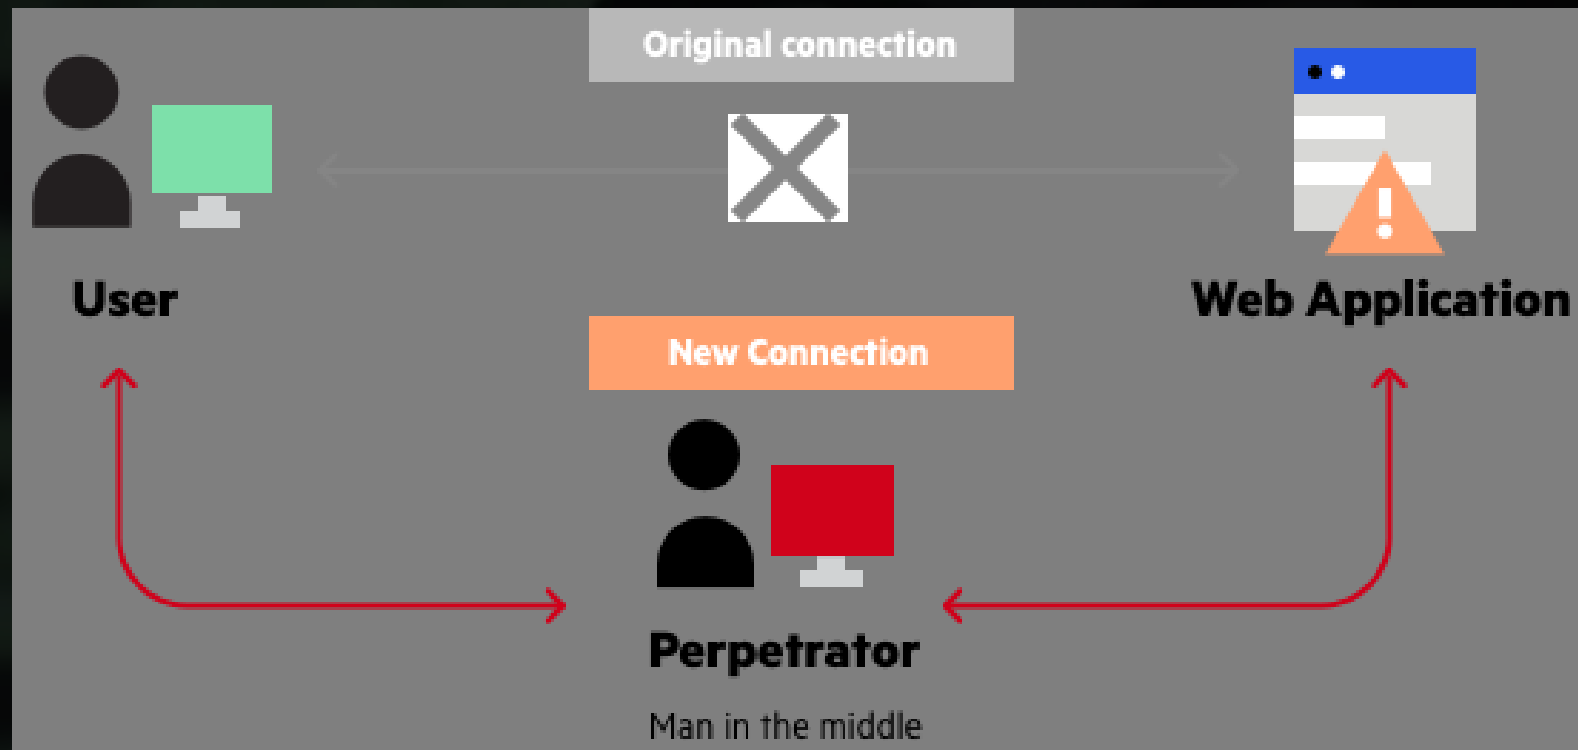 Original connection
User
Web Application
New Connection
Perpetrator
Man in the middle